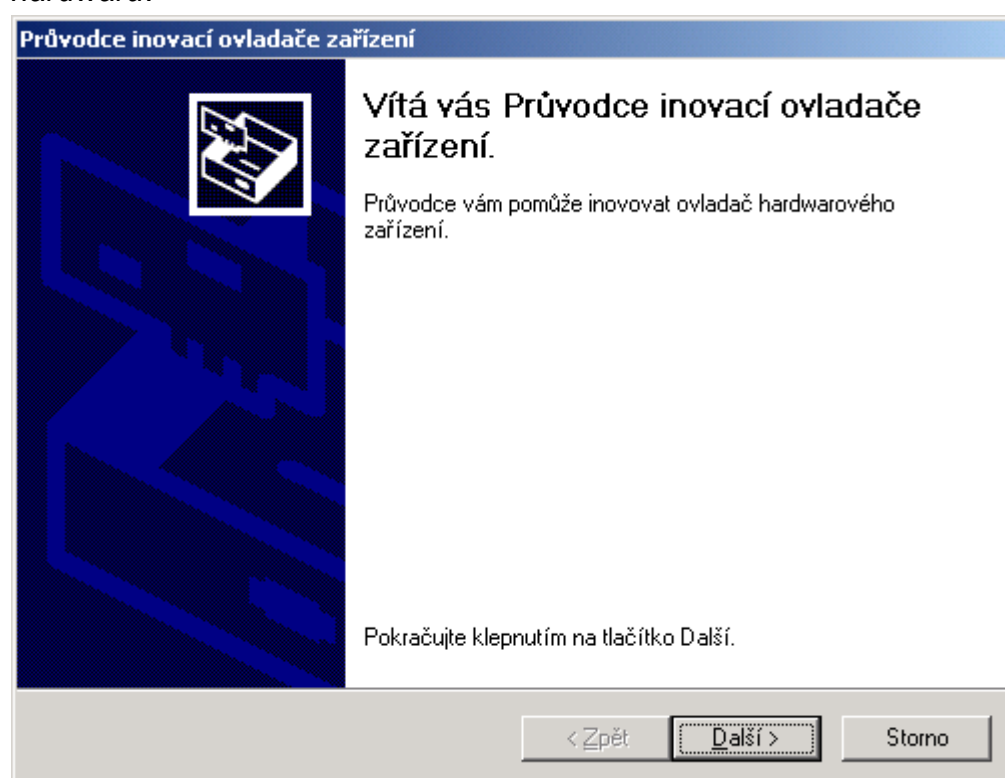 Průvodce inovací ovladače zařízení
Vítá vás Průvodce inovací ovladače
zařízení.
Průvodce vám pomůže inovovat ovladač hardwarového
zařízení.
Pokračujte klepnutím na tlačítko Další.
< Zpět
Další >
Storno